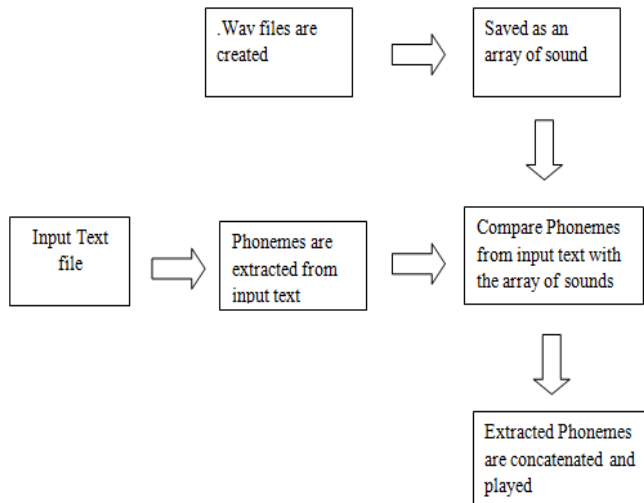 .Wav files are
created
Saved as an
array of sound
Input Text
file
Phonemes are
extracted from
input text
Compare Phonemes
from input text with
the array of sounds
Extracted Phonemes
are concatenated and
played